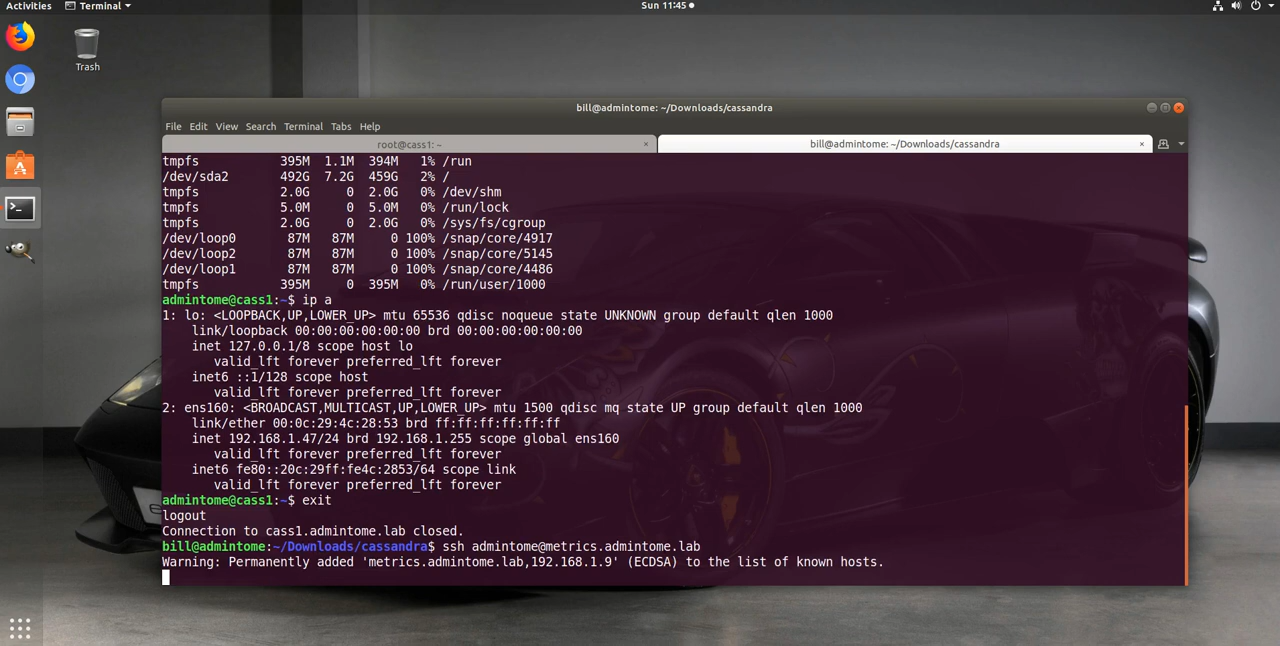 Activities Terminal Sun 11:45
Trash
bill@admintome: ~/Downloads/cassandra
File Edit View Search Terminal Tabs Help
root@cass1: ~ bill@admintome: ~/Downloads/cassandra
tmpfs 395M 1.1M 394M 1% /run
/dev/sda2 492G 7.2G 459G 2% /
tmpfs 2.0G 0 2.0G 0% /dev/shm
tmpfs 5.0M 0 5.0M 0% /run/lock
tmpfs 2.0G 0 2.0G 0% /sys/fs/cgroup
/dev/loop0 87M 87M 0 100% /snap/core/4917
/dev/loop2 87M 87M 0 100% /snap/core/5145
/dev/loop1 87M 87M 0 100% /snap/core/4486
tmpfs 395M 0 395M 0% /run/user/1000
admintome@cass1:~$ ip a
1: lo: <LOOPBACK,UP,LOWER_UP> mtu 65536 qdisc noqueue state UNKNOWN group default qlen 1000
link/loopback 00:00:00:00:00:00 brd 00:00:00:00:00:00
inet 127.0.0.1/8 scope host lo
valid_lft forever preferred_lft forever
inet6 ::1/128 scope host
valid_lft forever preferred_lft forever
2: ens160: <BROADCAST,MULTICAST,UP,LOWER_UP> mtu 1500 qdisc mq state UP group default qlen 1000
link/ether 00:0c:29:4c:28:53 brd ff:ff:ff:ff:ff:ff
inet 192.168.1.47/24 brd 192.168.1.255 scope global ens160
valid_lft forever preferred_lft forever
inet6 fe80::20c:29ff:fe4c:2853/64 scope link
valid_lft forever preferred_lft forever
admintome@cass1:~$ exit
logout
Connection to cass1.admintome.lab closed.
bill@admintome:~/Downloads/cassandra$ ssh admintome@metrics.admintome.lab
Warning: Permanently added 'metrics.admintome.lab,192.168.1.9' (ECDSA) to the list of known hosts.